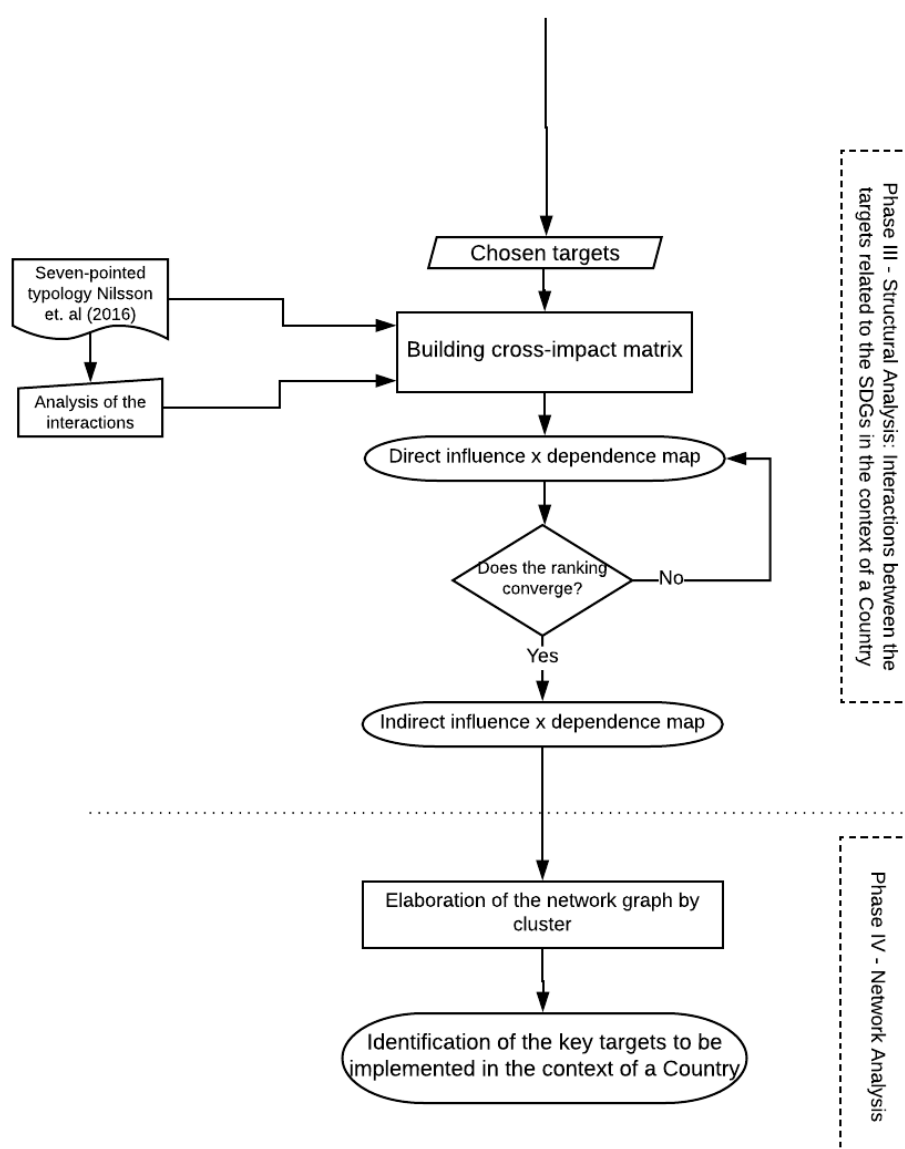 Chosen targets
Seven-pointed
typology Nilsson
et. al (2016)
Building cross-impact matrix
Analysis of the
interactions
Direct influence x dependence map
Does the ranking
converge?
No
Yes
Indirect influence x dependence map
Phase III - Structural Analysis: Interactions between the
targets related to the SDGs in the context of a Country
Elaboration of the network graph by
cluster
Identification of the key targets to be
implemented in the context of a Country
Phase IV - Network Analysis